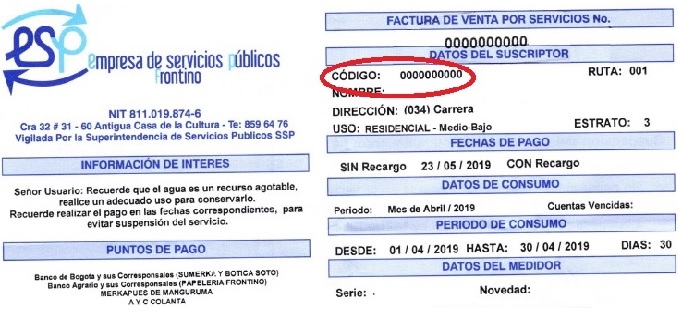 esp
empresa de servicios públicos
Frontino
NIT 811.019.874-6
Cra 32 # 31 - 60 Antigua Casa de la Cultura - Te: 859 64 76
Vigilada Por la Superintendencia de Servicios Publicos SSP
INFORMACIÓN DE INTERES
Señor Usuario: Recuerde que el agua es un recurso agotable,
realice un adecuado uso para conservarlo.
Recuerde realizar el pago en las fechas correspondientes, para
evitar suspensión del servicio.
PUNTOS DE PAGO
Banco de Bogota y sus Corresponsales (SUMERKA Y BOTICA SOTO)
Banco Agrario y sus Corresponsales (PAPELERIA FRONTINO)
MERKAPUES DE MANGURUMA
A Y C COLANTA
FACTURA DE VENTA POR SERVICIOS No.
0000000000
DATOS DEL SUSCRIPTOR
CÓDIGO: 0000000000 RUTA: 001
NOMBRE:
DIRECCIÓN: (034) Carrera
USO: RESIDENCIAL - Medio Bajo ESTRATO: 3
FECHAS DE PAGO
SIN Recargo 23 / 05 / 2019 CON Recargo
DATOS DE CONSUMO
Periodo: Mes de Abril / 2019 Cuentas Vencidas:
PERIODO DE CONSUMO
DESDE: 01 / 04 / 2019 HASTA: 30 / 04 / 2019 DIAS: 30
DATOS DEL MEDIDOR
Serie: Novedad: